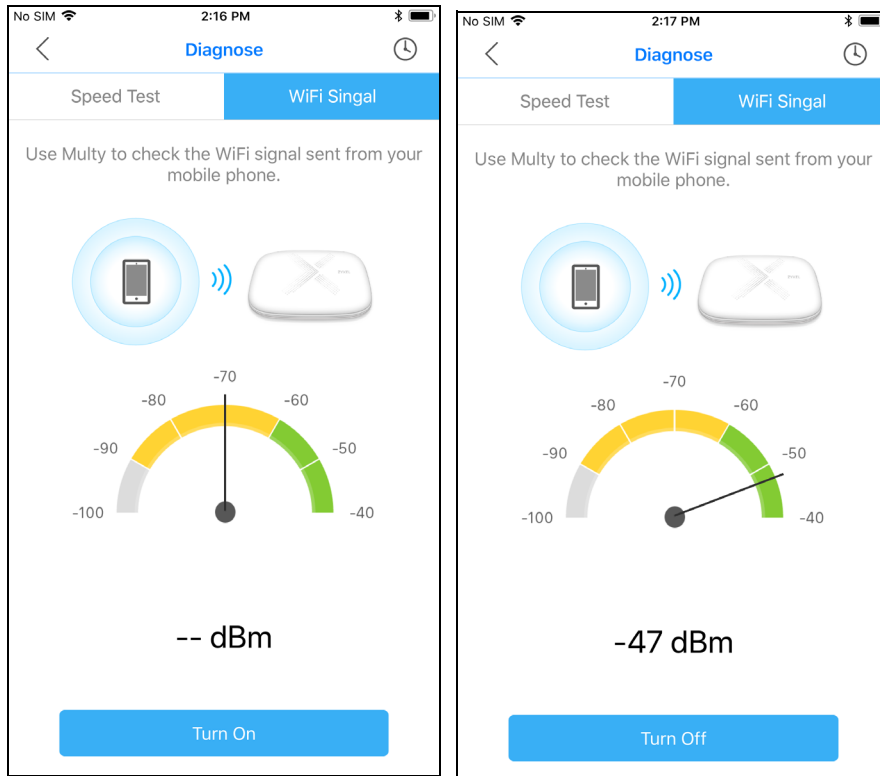 No SIM 2:16 PM
Diagnose
Speed Test WiFi Singal
Use Multy to check the WiFi signal sent from your
mobile phone.
-70
-80 -60
-90 -50
-100 -40
-- dBm
Turn On
No SIM 2:17 PM
Diagnose
Speed Test WiFi Singal
Use Multy to check the WiFi signal sent from your
mobile phone.
-70
-80 -60
-90 -50
-100 -40
-47 dBm
Turn Off